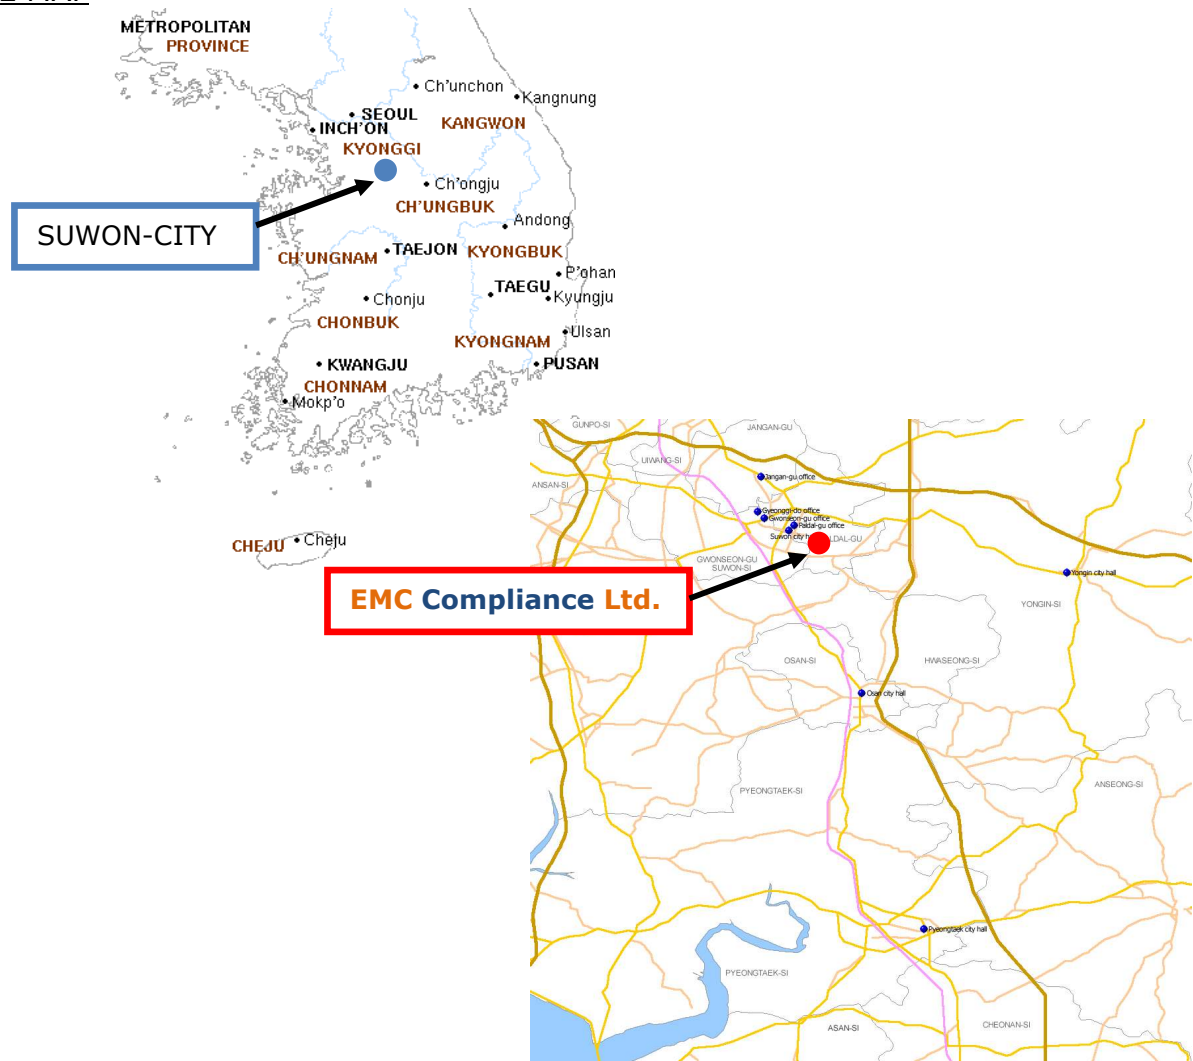 METROPOLITAN
PROVINCE
Ch'unchon
Kangnung
SEOUL
INCH'ON
KANGWON
KYONGGI
Ch'ongju
CH'UNGBUK
SUWON-CITY
Andong
CH'UNGNAM
TAEJON
KYONGBUK
P'ohan
TAEGU
Kyungju
Chonju
CHONBUK
Ulsan
KYONGNAM
KWANGJU
PUSAN
CHONNAM
Mokp'o
CHEJU
Cheju
GUNPO-SI
JANGAN-GU
UIWANG-SI
ANSAN-SI
Jangan-gu office
Gyeonggi-do office
Gwonseon-gu office
Paldal-gu office
Suwon city
GWONSEON-GU
SUWON-SI
Yongin city hall
EMC Compliance Ltd.
YONGIN-SI
OSAN-SI
HWASEONG-SI
Osan city hall
PYEONGTAEK-SI
ANSEONG-SI
Pyeongtaek city hall
PYEONGTAEK-SI
ASAN-SI
CHEONAN-SI